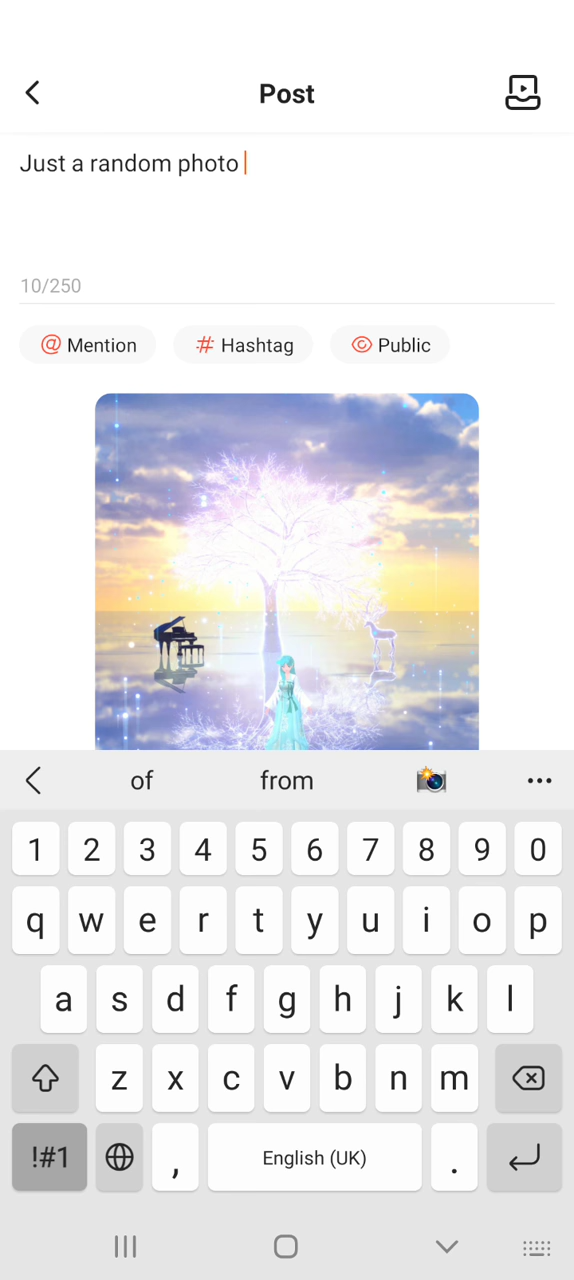 Post
Just a random photo
10/250
@ Mention
# Hashtag
Public
of from
1 2 3 4 5 6 7 8 9 0
q w e r t y u i o p
a s d f g h j k l
z x c v b n m
!#1 , English (UK) .